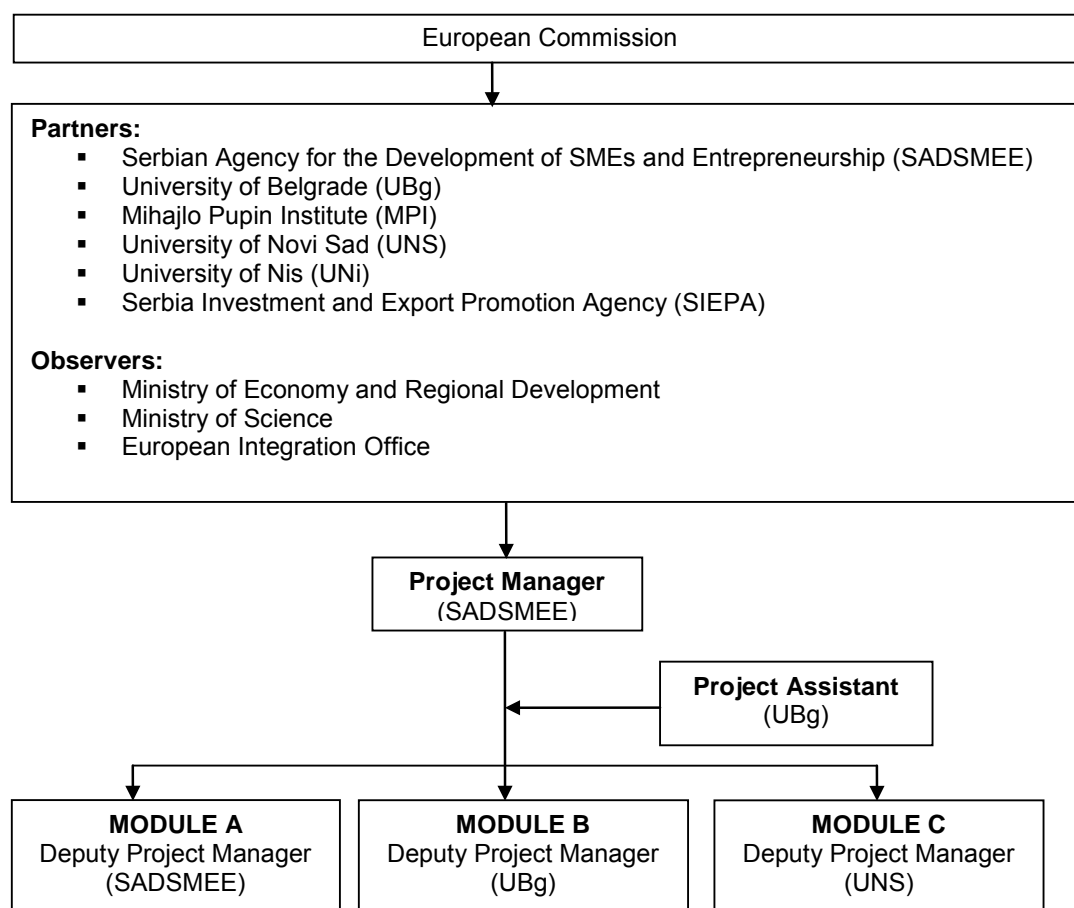 European Commission
Partners:
▪ Serbian Agency for the Development of SMEs and Entrepreneurship (SADSMEE)
▪ University of Belgrade (UBg)
▪ Mihajlo Pupin Institute (MPI)
▪ University of Novi Sad (UNS)
▪ University of Nis (UNi)
▪ Serbia Investment and Export Promotion Agency (SIEPA)
Observers:
▪ Ministry of Economy and Regional Development
▪ Ministry of Science
▪ European Integration Office
Project Manager
(SADSMEE)
Project Assistant
(UBg)
MODULE A
Deputy Project Manager
(SADSMEE)
MODULE B
Deputy Project Manager
(UBg)
MODULE C
Deputy Project Manager
(UNS)